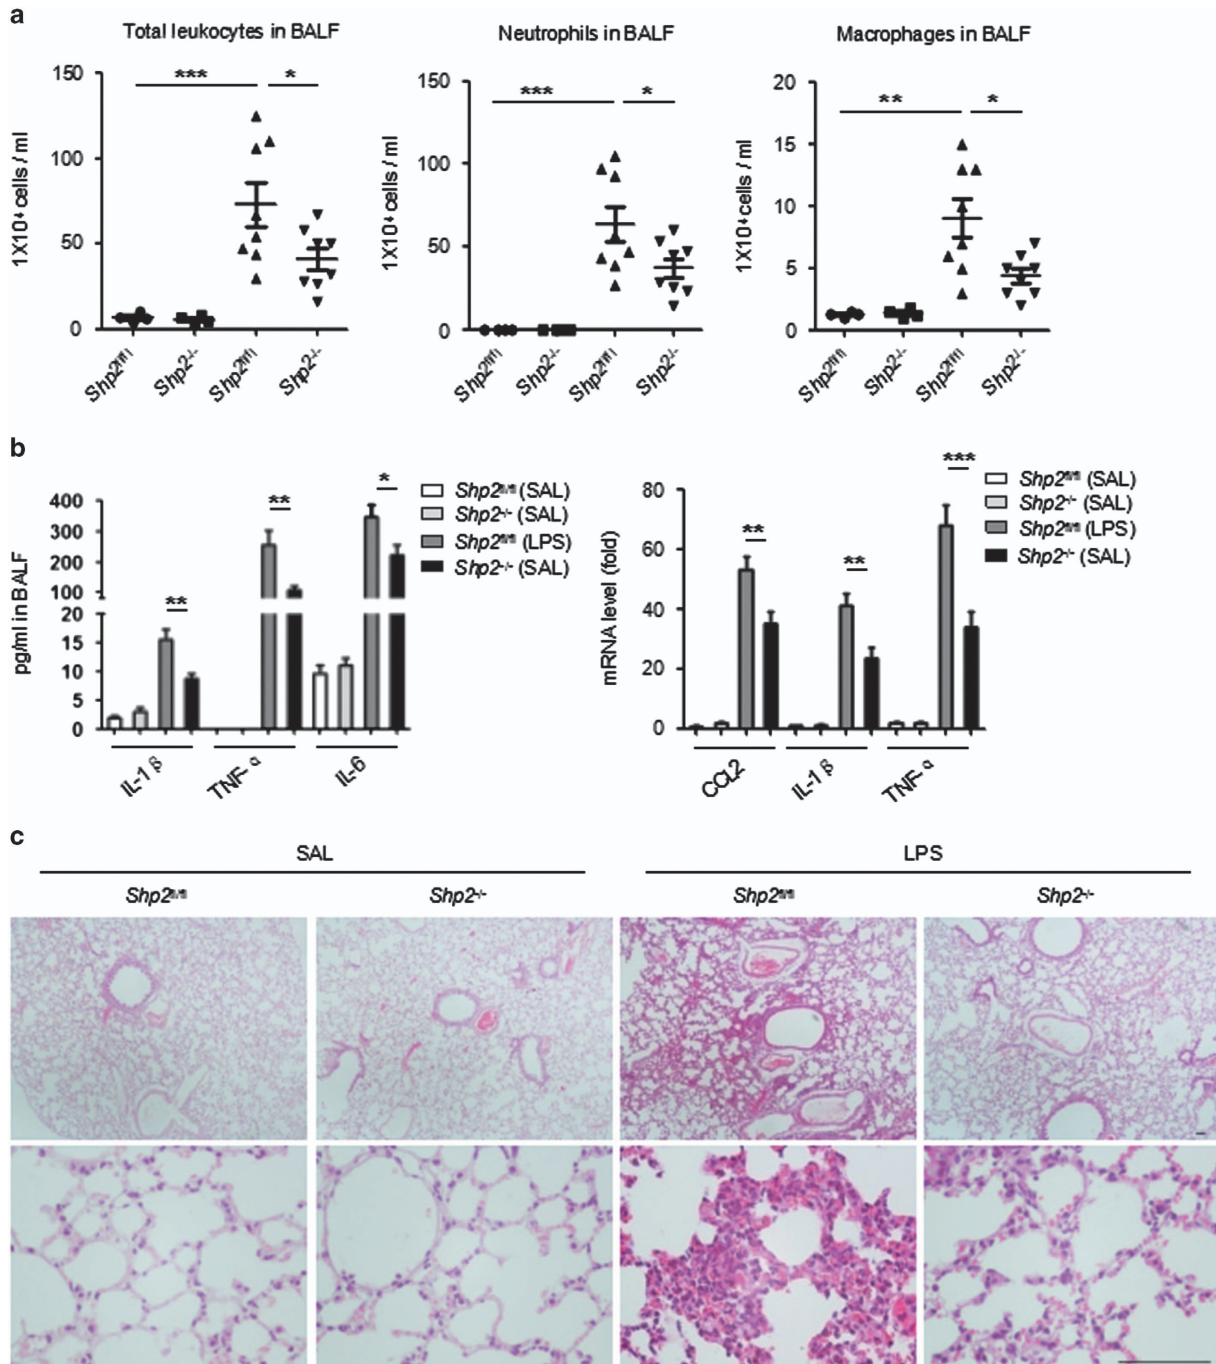 a
Total leukocytes in BALF
Neutrophils in BALF
Macrophages in BALF
1X10⁴ cells / ml
150
100
50
0
***
*
Shp2fl/fl
Shp2-/-
Shp2fl/fl
Shp2-/-
1X10⁴ cells / ml
150
100
50
0
***
*
Shp2fl/fl
Shp2-/-
Shp2fl/fl
Shp2-/-
1X10⁴ cells / ml
20
15
10
5
0
**
*
Shp2fl/fl
Shp2-/-
Shp2fl/fl
Shp2-/-
b
pg/ml in BALF
400
300
200
100
20
15
10
5
0
**
**
*
IL-1β
TNF-α
IL-6
Shp2fl/fl (SAL)
Shp2-/- (SAL)
Shp2fl/fl (LPS)
Shp2-/- (SAL)
mRNA level (fold)
80
60
40
20
0
**
**
***
CCL2
IL-1β
TNF-α
Shp2fl/fl (SAL)
Shp2-/- (SAL)
Shp2fl/fl (LPS)
Shp2-/- (SAL)
c
SAL
LPS
Shp2fl/fl
Shp2-/-
Shp2fl/fl
Shp2-/-